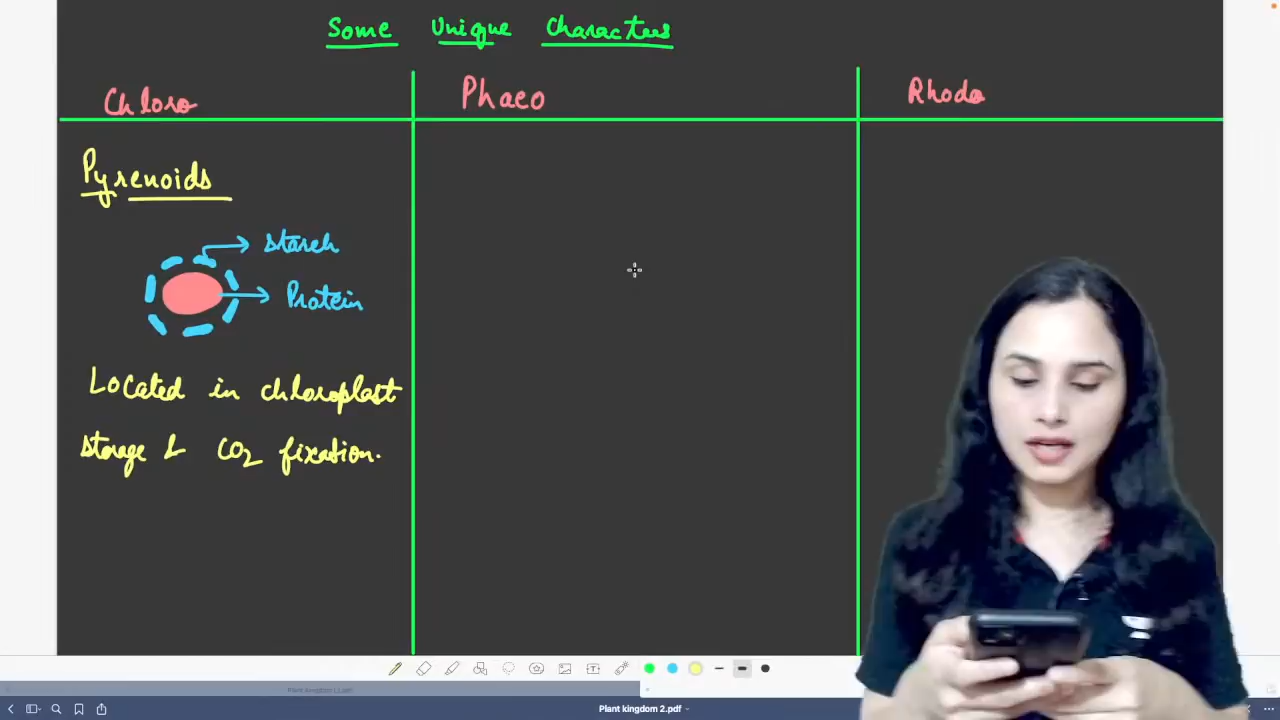 Some Unique Characters
Chloro
Phaeo
Rhodo
Pyrenoids
Starch
Protein
Located in chloroplast
Storage & CO2 fixation.
Plant kingdom 2.pdf